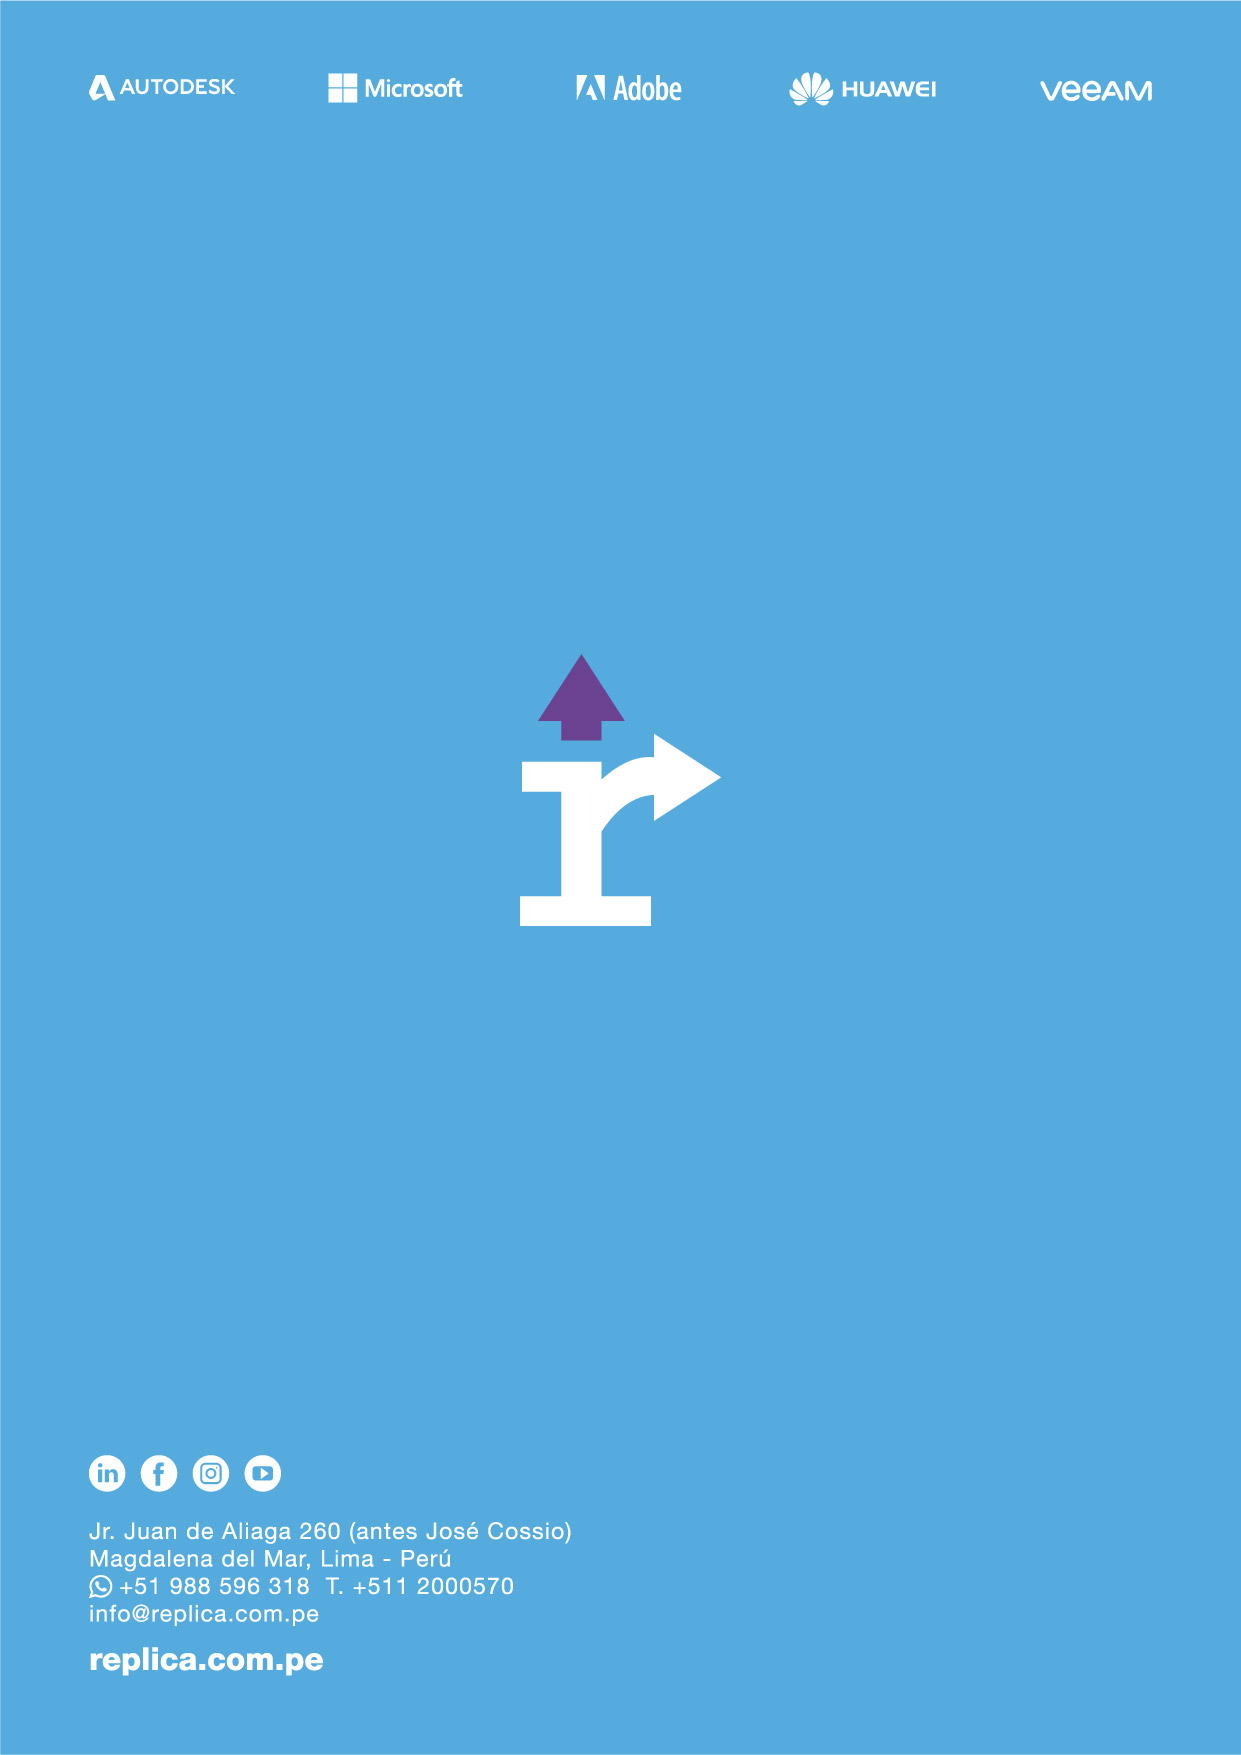 AUTODESK Microsoft Adobe HUAWEI veeAM
r
in f
Jr. Juan de Aliaga 260 (antes José Cossio)
Magdalena del Mar, Lima - Perú
+51 988 596 318 T. +511 2000570
info@replica.com.pe
replica.com.pe